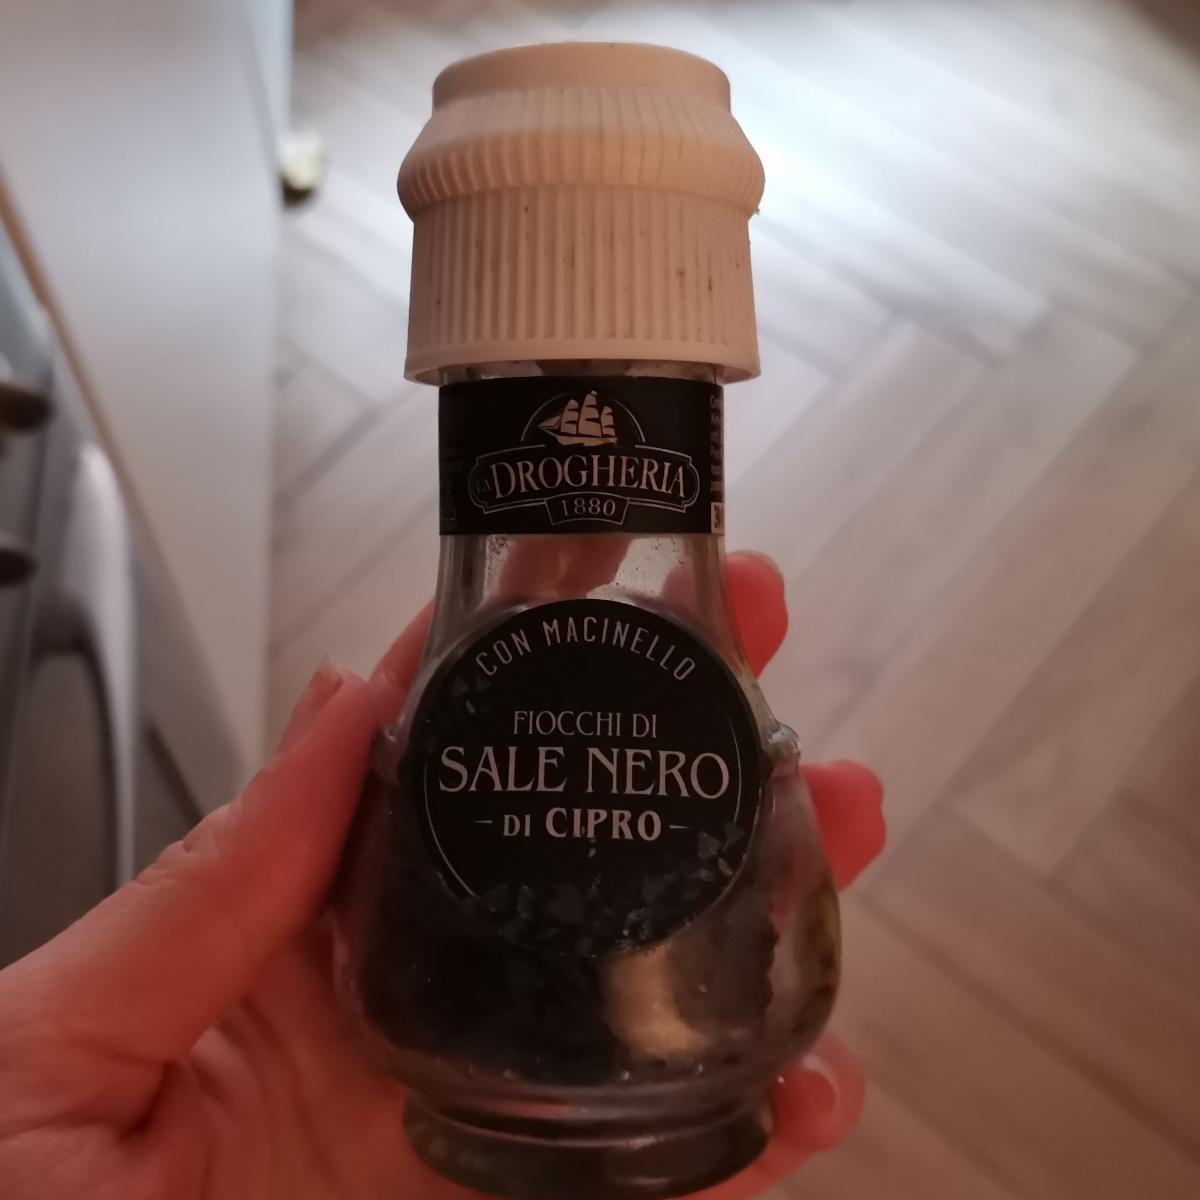 LA DROGHERIA
1880
CON MACINELLO
FIOCCHI DI
SALE NERO
DI CIPRO